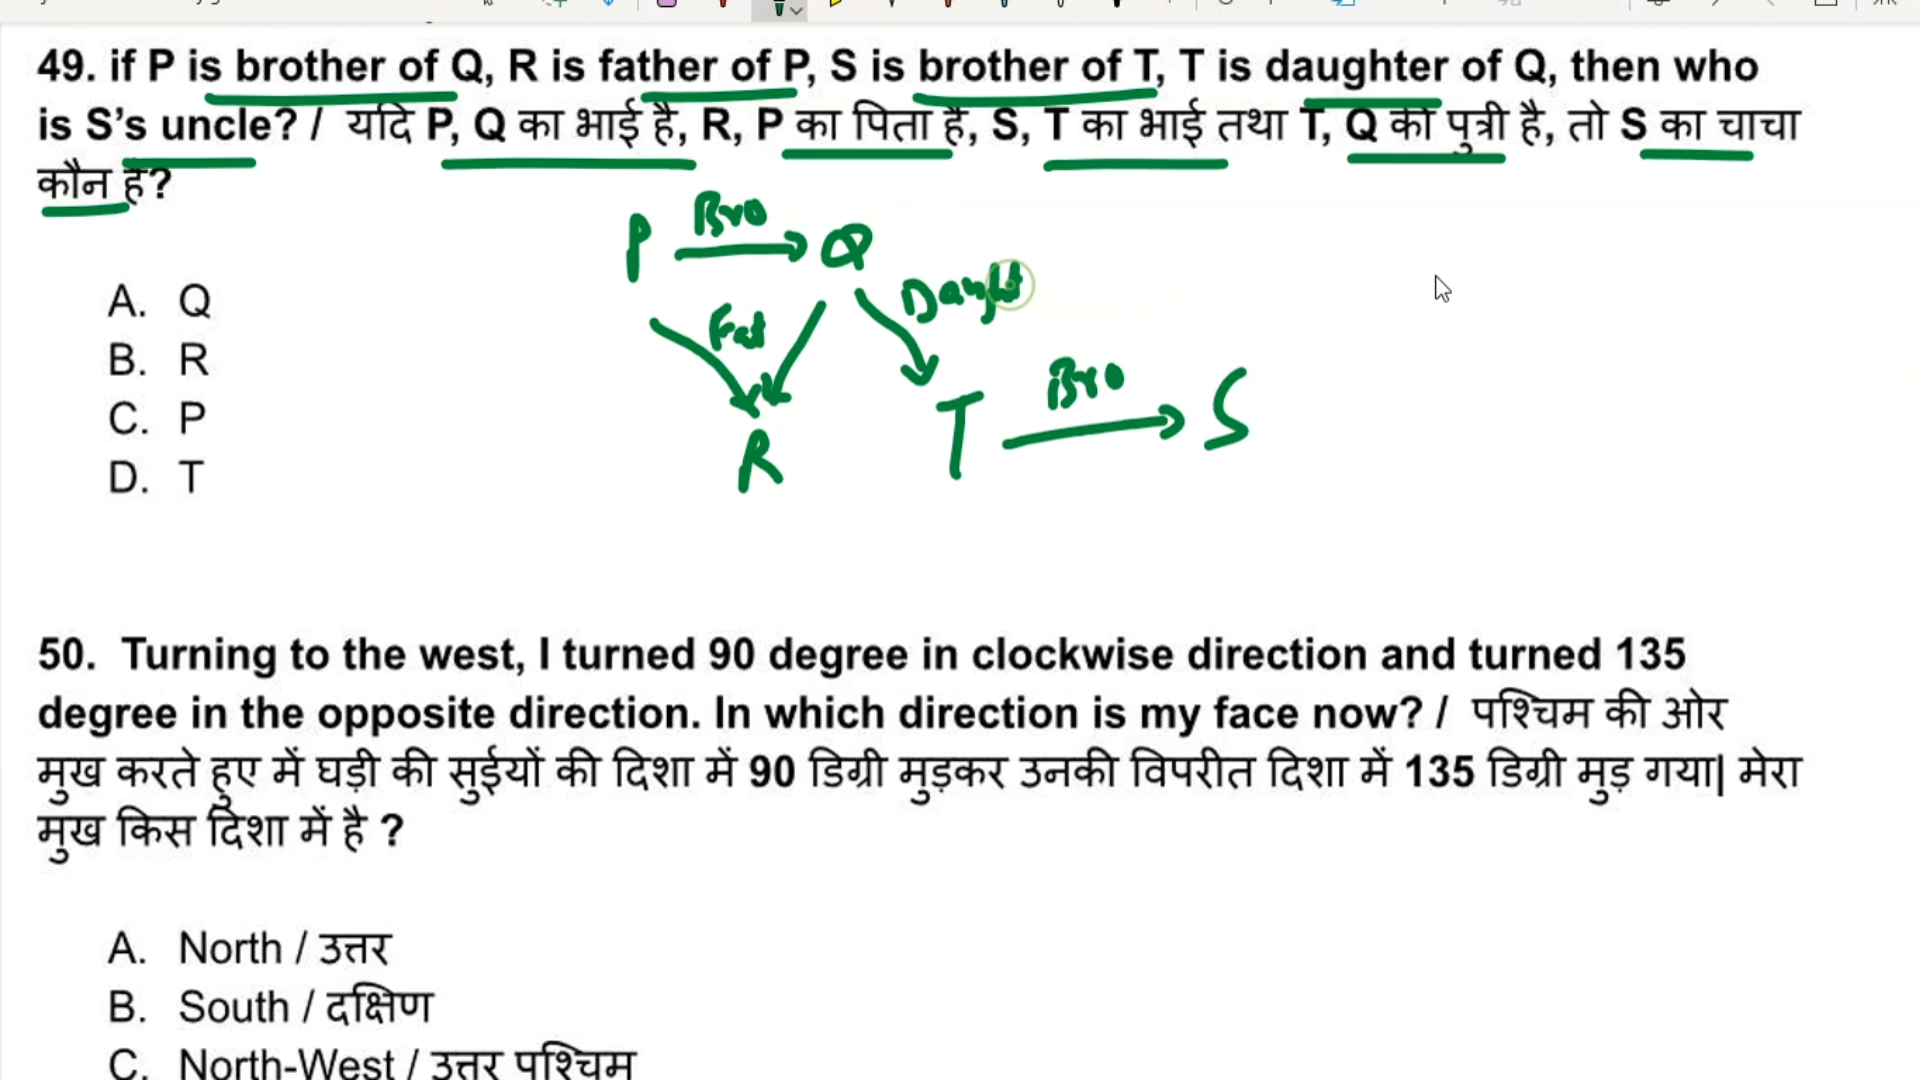 49. if P is brother of Q, R is father of P, S is brother of T, T is daughter of Q, then who
is S's uncle? / यदि P, Q का भाई है, R, P का पिता है, S, T का भाई तथा T, Q की पुत्री है, तो S का चाचा
कौन है?
P Bro Q
Daught
Fat
A. Q
B. R
Bro
T S
C. P
R
D. T
50. Turning to the west, I turned 90 degree in clockwise direction and turned 135
degree in the opposite direction. In which direction is my face now? / पश्चिम की ओर
मुख करते हुए में घड़ी की सुईयों की दिशा में 90 डिग्री मुड़कर उनकी विपरीत दिशा में 135 डिग्री मुड़ गया| मेरा
मुख किस दिशा में है ?
A. North / उत्तर
B. South / दक्षिण
C. North-West / उत्तर पश्चिम